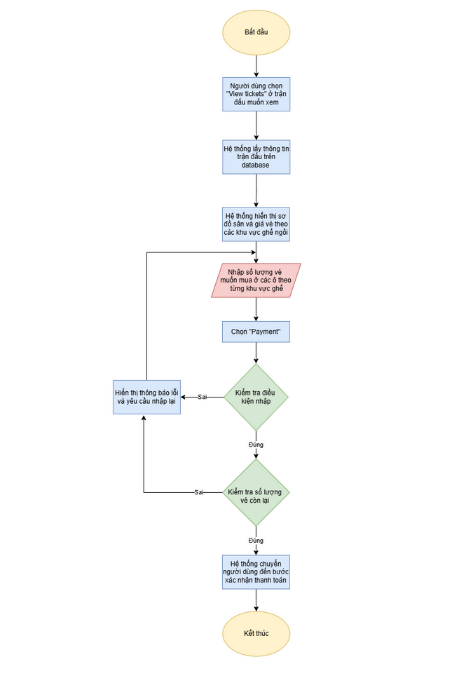 Bắt đầu
Người dùng chọn
"View tickets" ở trận
đấu muốn xem
Hệ thống lấy thông tin
trận đấu trên
database
Hệ thống hiển thị sơ
đồ sân và giá vé theo
các khu vực ghế ngồi
Nhập số lượng vé
muốn mua ở các ô theo
từng khu vực ghế
Chọn "Payment"
Hiển thị thông báo lỗi
và yêu cầu nhập lại
Sai
Kiểm tra điều
kiện nhập
Đúng
Sai
Kiểm tra số lượng
vé còn lại
Đúng
Hệ thống chuyển
người dùng đến bước
xác nhận thanh toán
Kết thúc